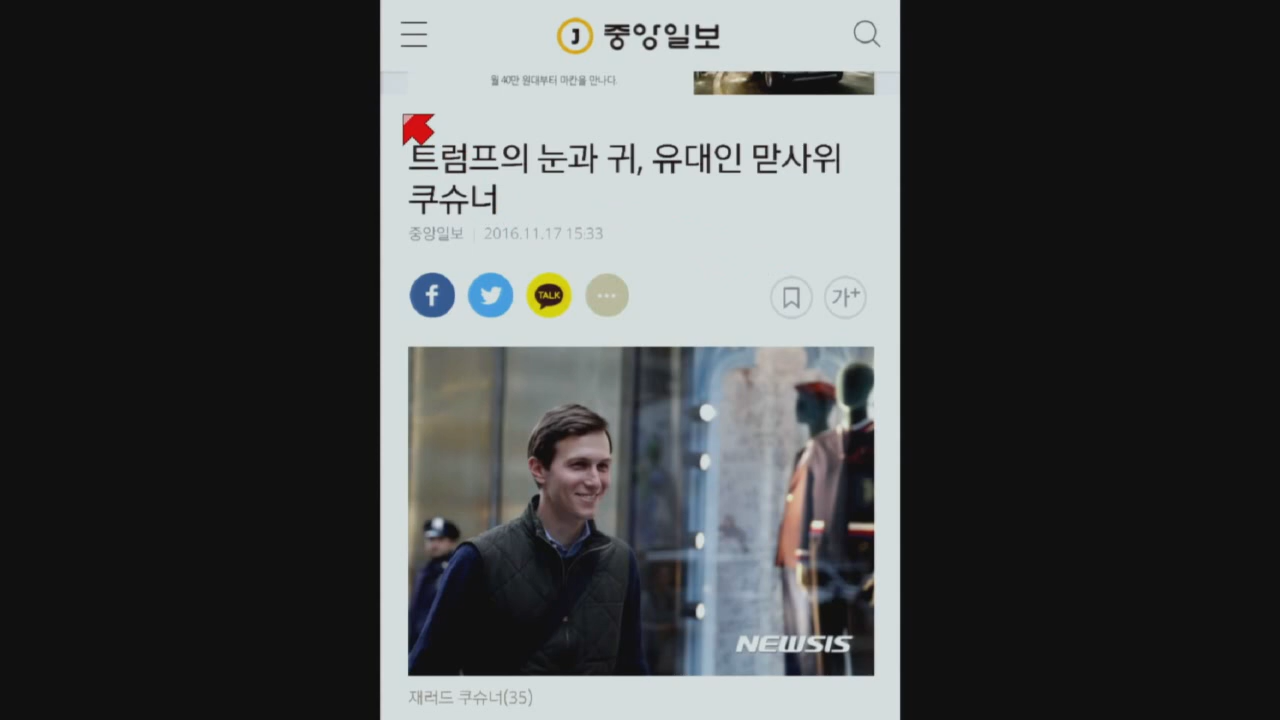 J 중앙일보
월 40만 원대부터 마칸을 만나다.
트럼프의 눈과 귀, 유대인 맏사위
쿠슈너
중앙일보 | 2016.11.17 15:33
f
TALK
가+
NEWSIS
재러드 쿠슈너(35)